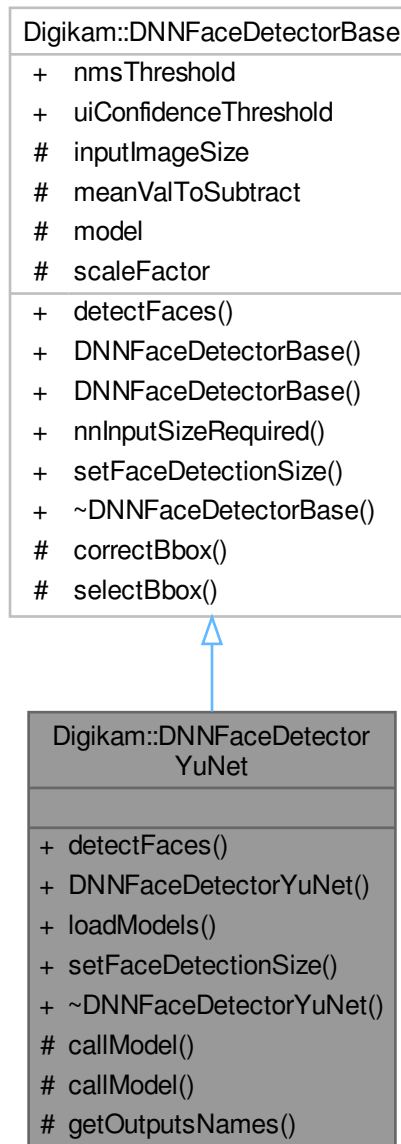 Digikam::DNNFaceDetectorBase
+ nmsThreshold
+ uiConfidenceThreshold
# inputImageSize
# meanValToSubtract
# model
# scaleFactor
+ detectFaces()
+ DNNFaceDetectorBase()
+ DNNFaceDetectorBase()
+ nnInputSizeRequired()
+ setFaceDetectionSize()
+ ~DNNFaceDetectorBase()
# correctBbox()
# selectBbox()
Digikam::DNNFaceDetector
YuNet
+ detectFaces()
+ DNNFaceDetectorYuNet()
+ loadModels()
+ setFaceDetectionSize()
+ ~DNNFaceDetectorYuNet()
# callModel()
# callModel()
# getOutputsNames()